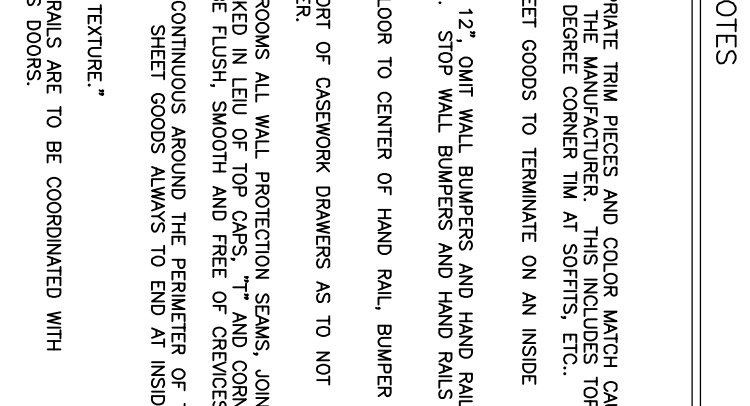 OTES
PRIATE TRIM PIECES AND COLOR MATCH CAU
THE MANUFACTURER. THIS INCLUDES TOP
DEGREE CORNER TIM AT SOFFITS, ETC..
EET GOODS TO TERMINATE ON AN INSIDE
12", OMIT WALL BUMPERS AND HAND RAIL
. STOP WALL BUMPERS AND HAND RAILS
LOOR TO CENTER OF HAND RAIL, BUMPER
ORT OF CASEWORK DRAWERS AS TO NOT
ER.
ROOMS ALL WALL PROTECTION SEAMS, JOIN
KED IN LEIU OF TOP CAPS, "T" AND CORN
E FLUSH, SMOOTH AND FREE OF CREVICES
CONTINUOUS AROUND THE PERIMETER OF
SHEET GOODS ALWAYS TO END AT INSID
TEXTURE."
RAILS ARE TO BE COORDINATED WITH
S DOORS.